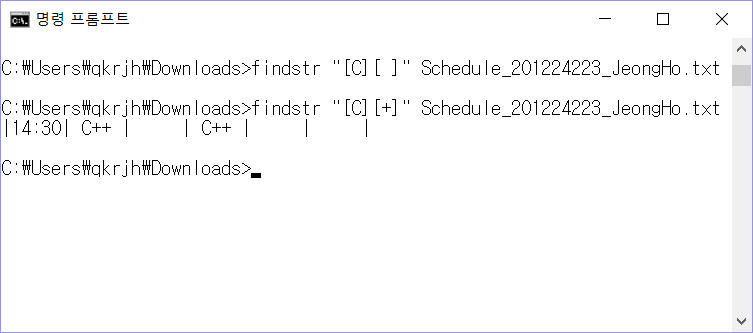 명령 프롬프트
C:₩Users₩qkrjh₩Downloads>findstr "[C][ ]" Schedule_201224223_JeongHo.txt
C:₩Users₩qkrjh₩Downloads>findstr "[C][+]" Schedule_201224223_JeongHo.txt
|14:30| C++ |     | C++ |     |     |
C:₩Users₩qkrjh₩Downloads>